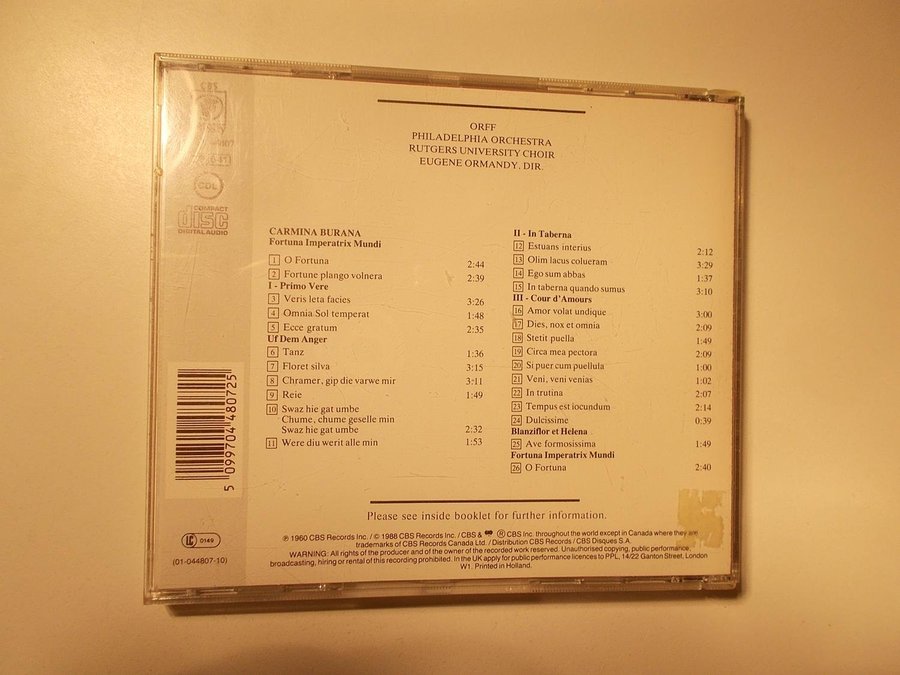 ORFF
PHILADELPHIA ORCHESTRA
RUTGERS UNIVERSITY CHOIR
EUGENE ORMANDY, DIR.
CARMINA BURANA
Fortuna Imperatrix Mundi
1 O Fortuna 2:44
2 Fortune plango volnera 2:39
I - Primo Vere
3 Veris leta facies 3:26
4 Omnia Sol temperat 1:48
5 Ecce gratum 2:35
Uf Dem Anger
6 Tanz 1:36
7 Floret silva 3:15
8 Chramer, gip die varwe mir 3:11
9 Reie 1:49
10 Swaz hie gat umbe
Chume, chume geselle min
Swaz hie gat umbe 2:32
11 Were diu werit alle min 1:53
II - In Taberna
12 Estuans interius 2:12
13 Olim lacus colueram 3:29
14 Ego sum abbas 1:37
15 In taberna quando sumus 3:10
III - Cour d'Amours
16 Amor volat undique 3:00
17 Dies, nox et omnia 2:09
18 Stetit puella 1:49
19 Circa mea pectora 2:09
20 Si puer cum puellula 1:00
21 Veni, veni venias 1:02
22 In trutina 2:07
23 Tempus est iocundum 2:14
24 Dulcissime 0:39
Blanziflor et Helena
25 Ave formosissima 1:49
Fortuna Imperatrix Mundi
26 O Fortuna 2:40
Please see inside booklet for further information.
℗ 1960 CBS Records Inc. / © 1988 CBS Records Inc. / CBS & ® CBS Inc. throughout the world except in Canada where they are
trademarks of CBS Records Canada Ltd. / Distribution CBS Records / CBS Disques S.A.
WARNING: All rights of the producer and of the owner of the recorded work reserved. Unauthorised copying, public performance,
broadcasting, hiring or rental of this recording prohibited. In the UK apply for public performance licences to PPL, 14/22 Ganton Street, London
W1. Printed in Holland.
CDL
COMPACT
disc
DIGITAL AUDIO
5 099704 480725
LC 0149
(01-044807-10)